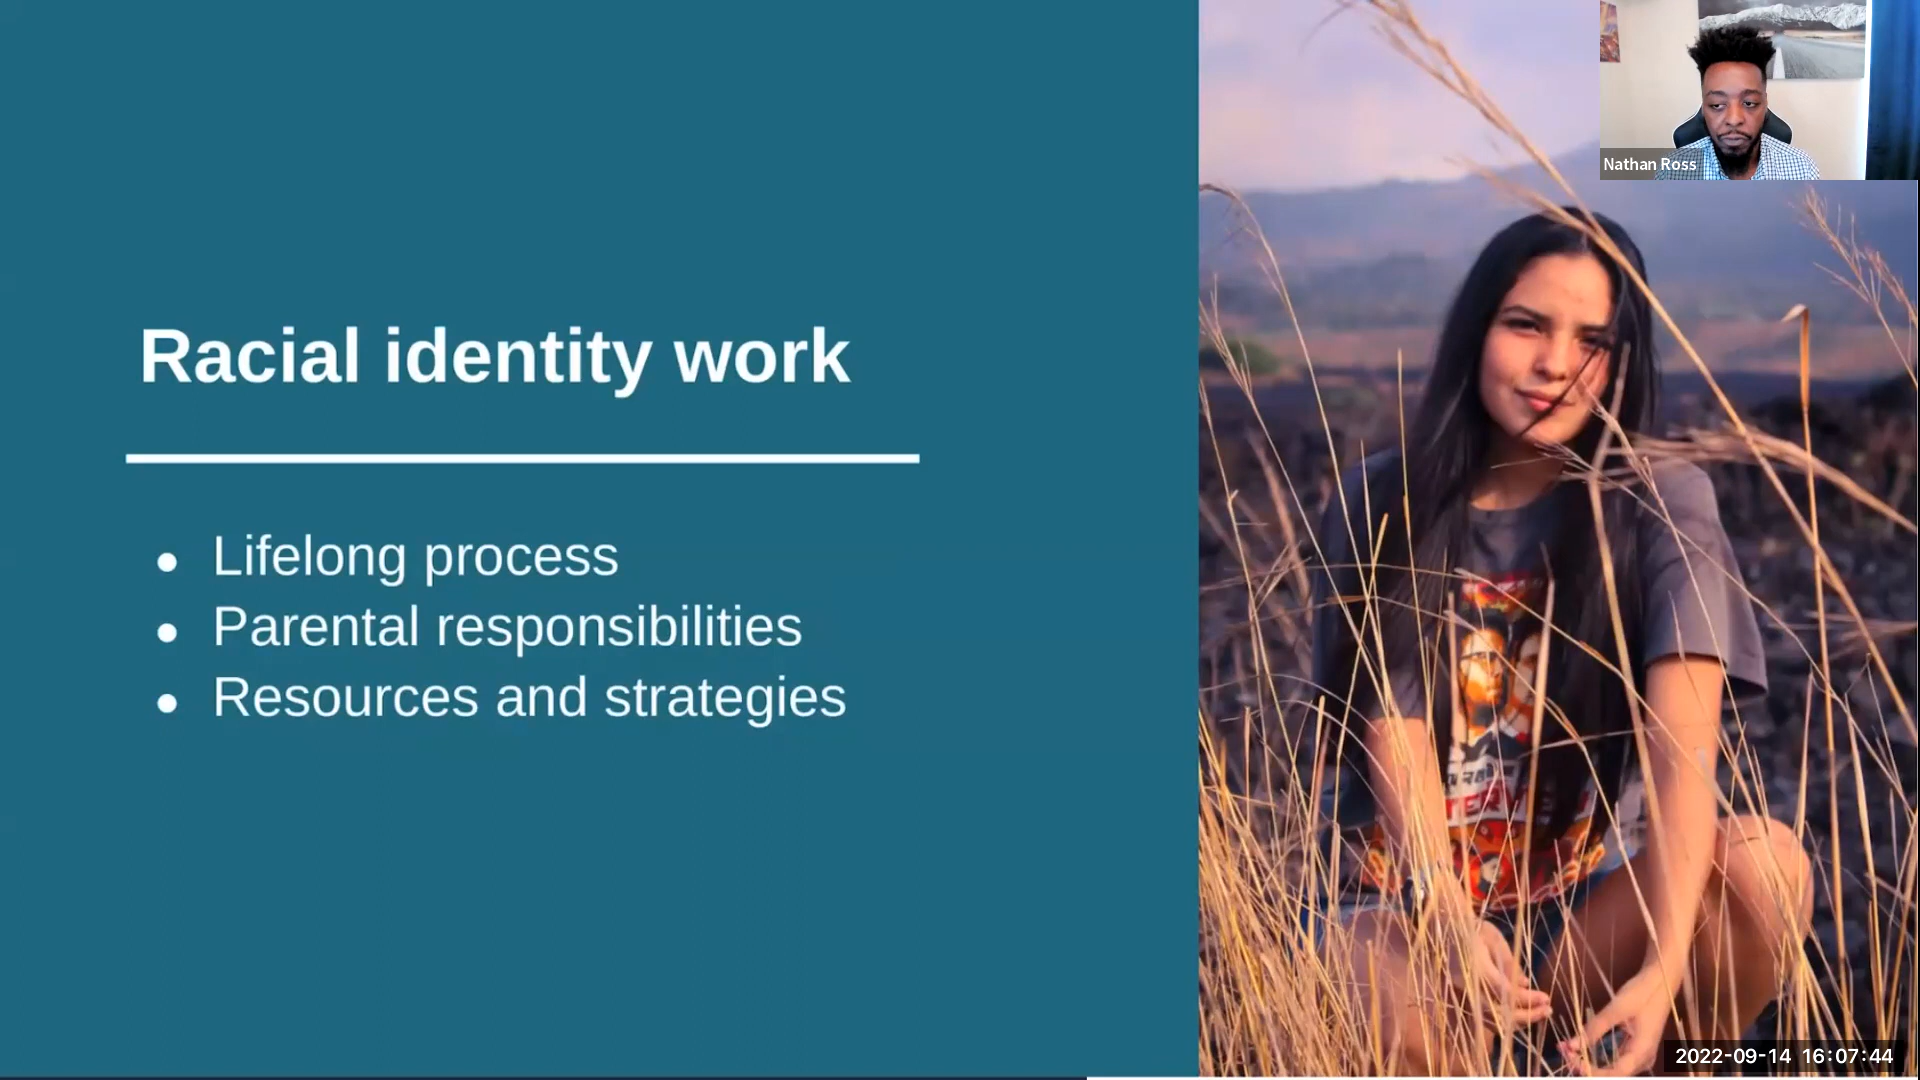 Nathan Ross
Racial identity work
Lifelong process
Parental responsibilities
Resources and strategies
2022-09-14 16:07:44